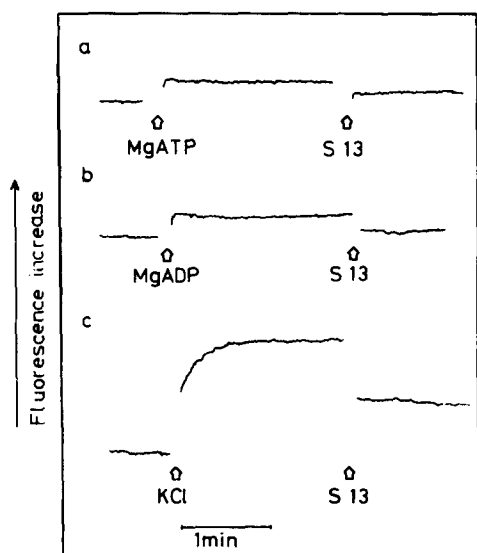 a
MgATP
S 13
b
MgADP
S 13
c
KCl
S 13
1min
Fluorescence increase